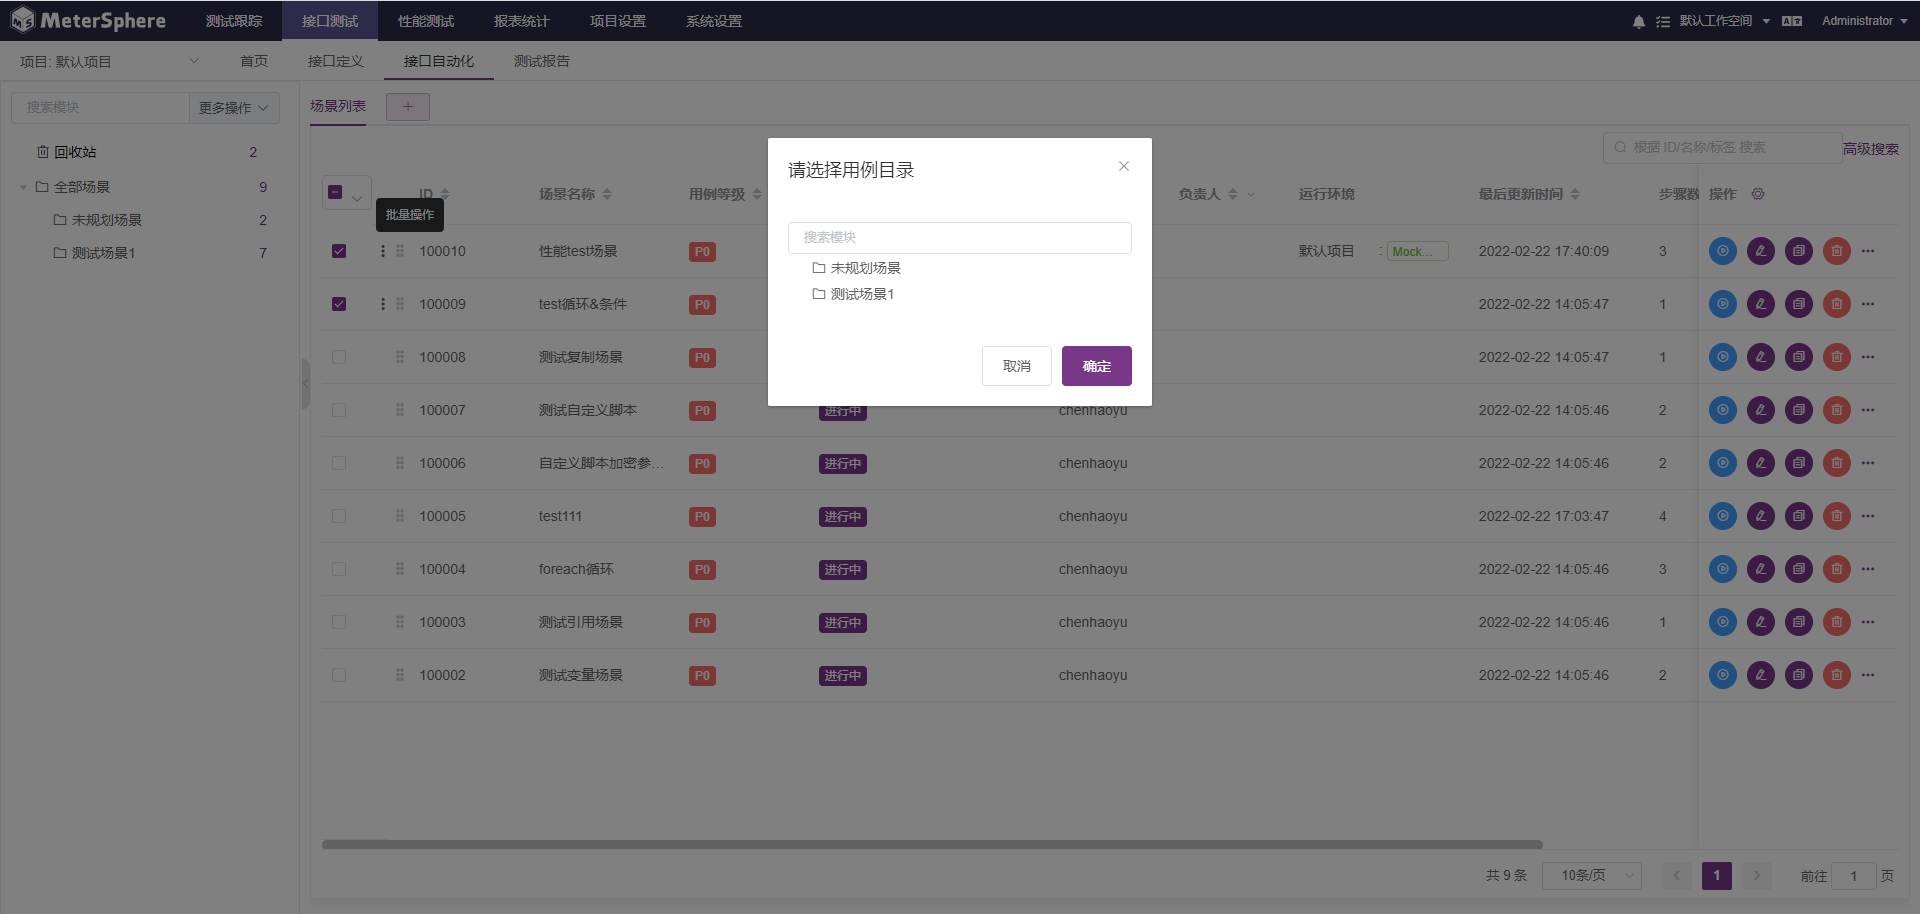 MeterSphere 测试跟踪 接口测试 性能测试 报表统计 项目设置 系统设置 默认工作空间 Administrator
项目: 默认项目 首页 接口定义 接口自动化 测试报告
搜索模块 更多操作
回收站 2
全部场景 9
未规划场景 2
测试场景1 7
场景列表 +
根据 ID/名称/标签 搜索 高级搜索
ID 场景名称 用例等级 负责人 运行环境 最后更新时间 步骤数 操作
批量操作
100010 性能test场景 P0 默认项目 : Mock... 2022-02-22 17:40:09 3
100009 test循环&条件 P0 2022-02-22 14:05:47 1
100008 测试复制场景 P0 2022-02-22 14:05:47 1
100007 测试自定义脚本 P0 进行中 chenhaoyu 2022-02-22 14:05:46 2
100006 自定义脚本加密参... P0 进行中 chenhaoyu 2022-02-22 14:05:46 2
100005 test111 P0 进行中 chenhaoyu 2022-02-22 17:03:47 4
100004 foreach循环 P0 进行中 chenhaoyu 2022-02-22 14:05:46 3
100003 测试引用场景 P0 进行中 chenhaoyu 2022-02-22 14:05:46 1
100002 测试变量场景 P0 进行中 chenhaoyu 2022-02-22 14:05:46 2
请选择用例目录
搜索模块
未规划场景
测试场景1
取消 确定
共 9 条 10条/页 1 前往 1 页